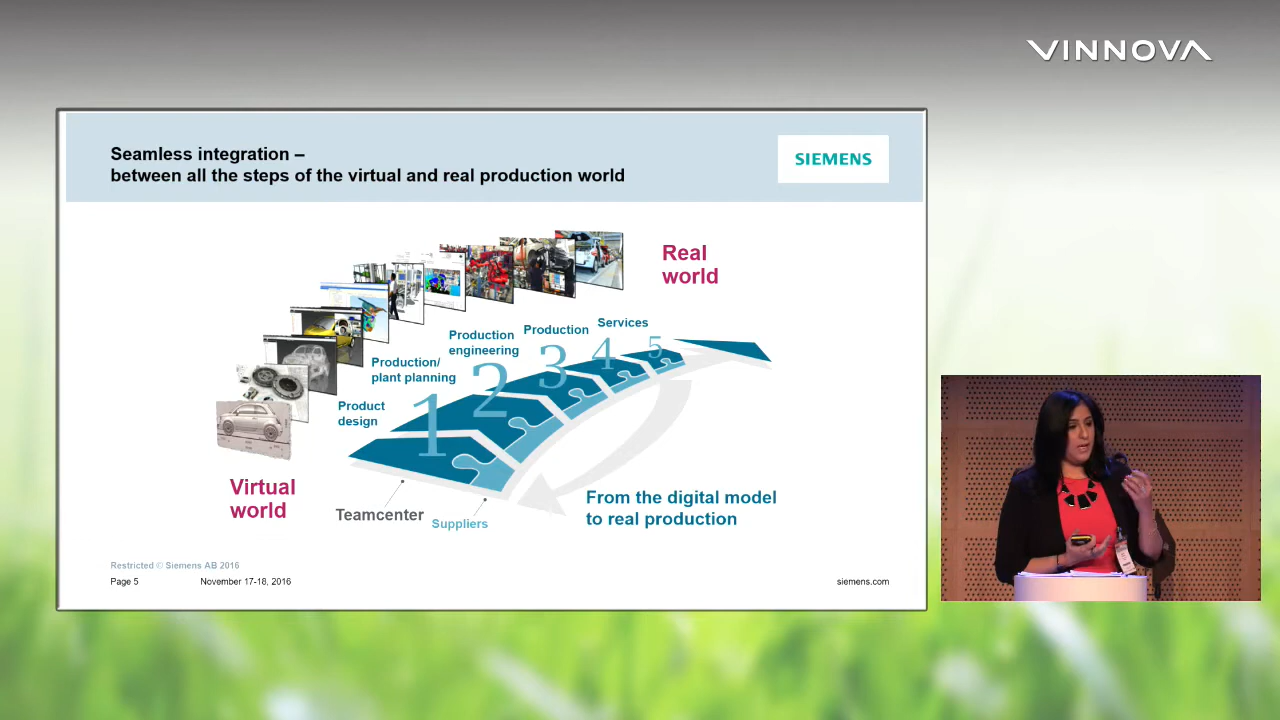 VINNOVA
Seamless integration –
between all the steps of the virtual and real production world
SIEMENS
Real
world
Services
Production
Production
engineering
Production/
plant planning
Product
design
1
2
3
4
5
Virtual
world
Teamcenter
Suppliers
From the digital model
to real production
Restricted © Siemens AB 2016
Page 5
November 17-18, 2016
siemens.com